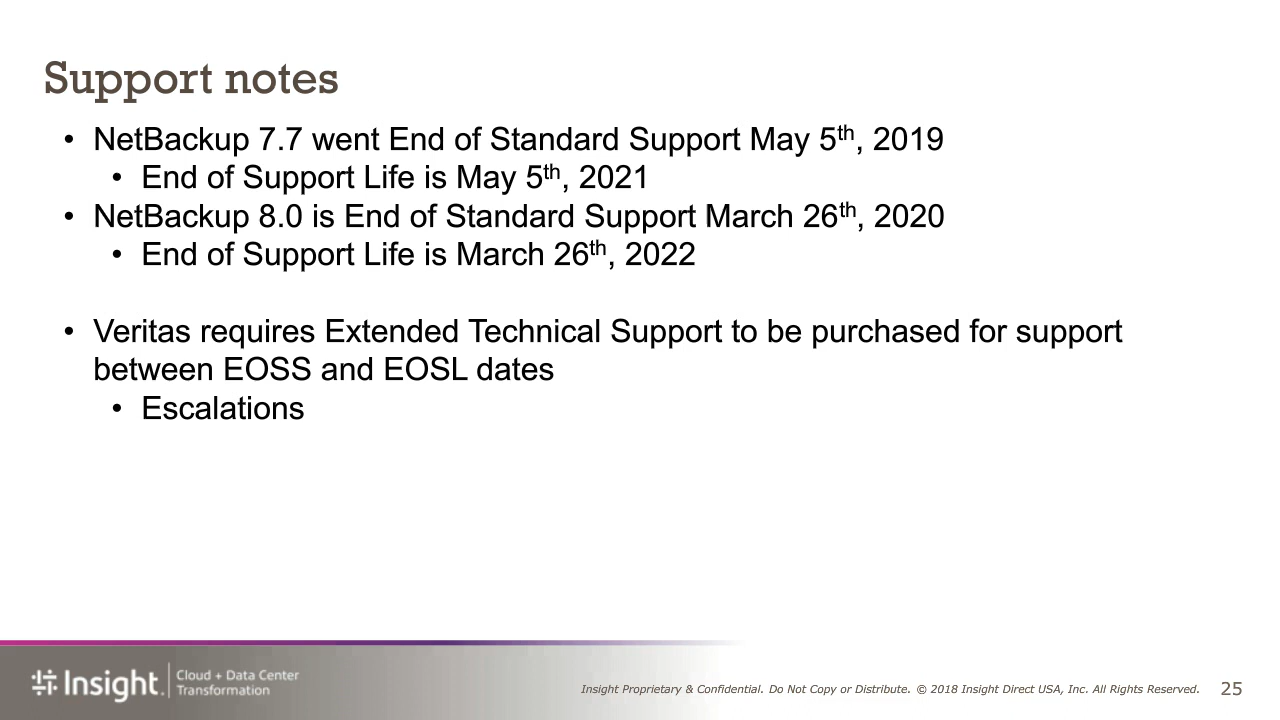 Support notes
• NetBackup 7.7 went End of Standard Support May 5th, 2019
• End of Support Life is May 5th, 2021
• NetBackup 8.0 is End of Standard Support March 26th, 2020
• End of Support Life is March 26th, 2022
• Veritas requires Extended Technical Support to be purchased for support
between EOSS and EOSL dates
• Escalations
Insight.
Cloud + Data Center
Transformation
Insight Proprietary & Confidential. Do Not Copy or Distribute. © 2018 Insight Direct USA, Inc. All Rights Reserved.
25